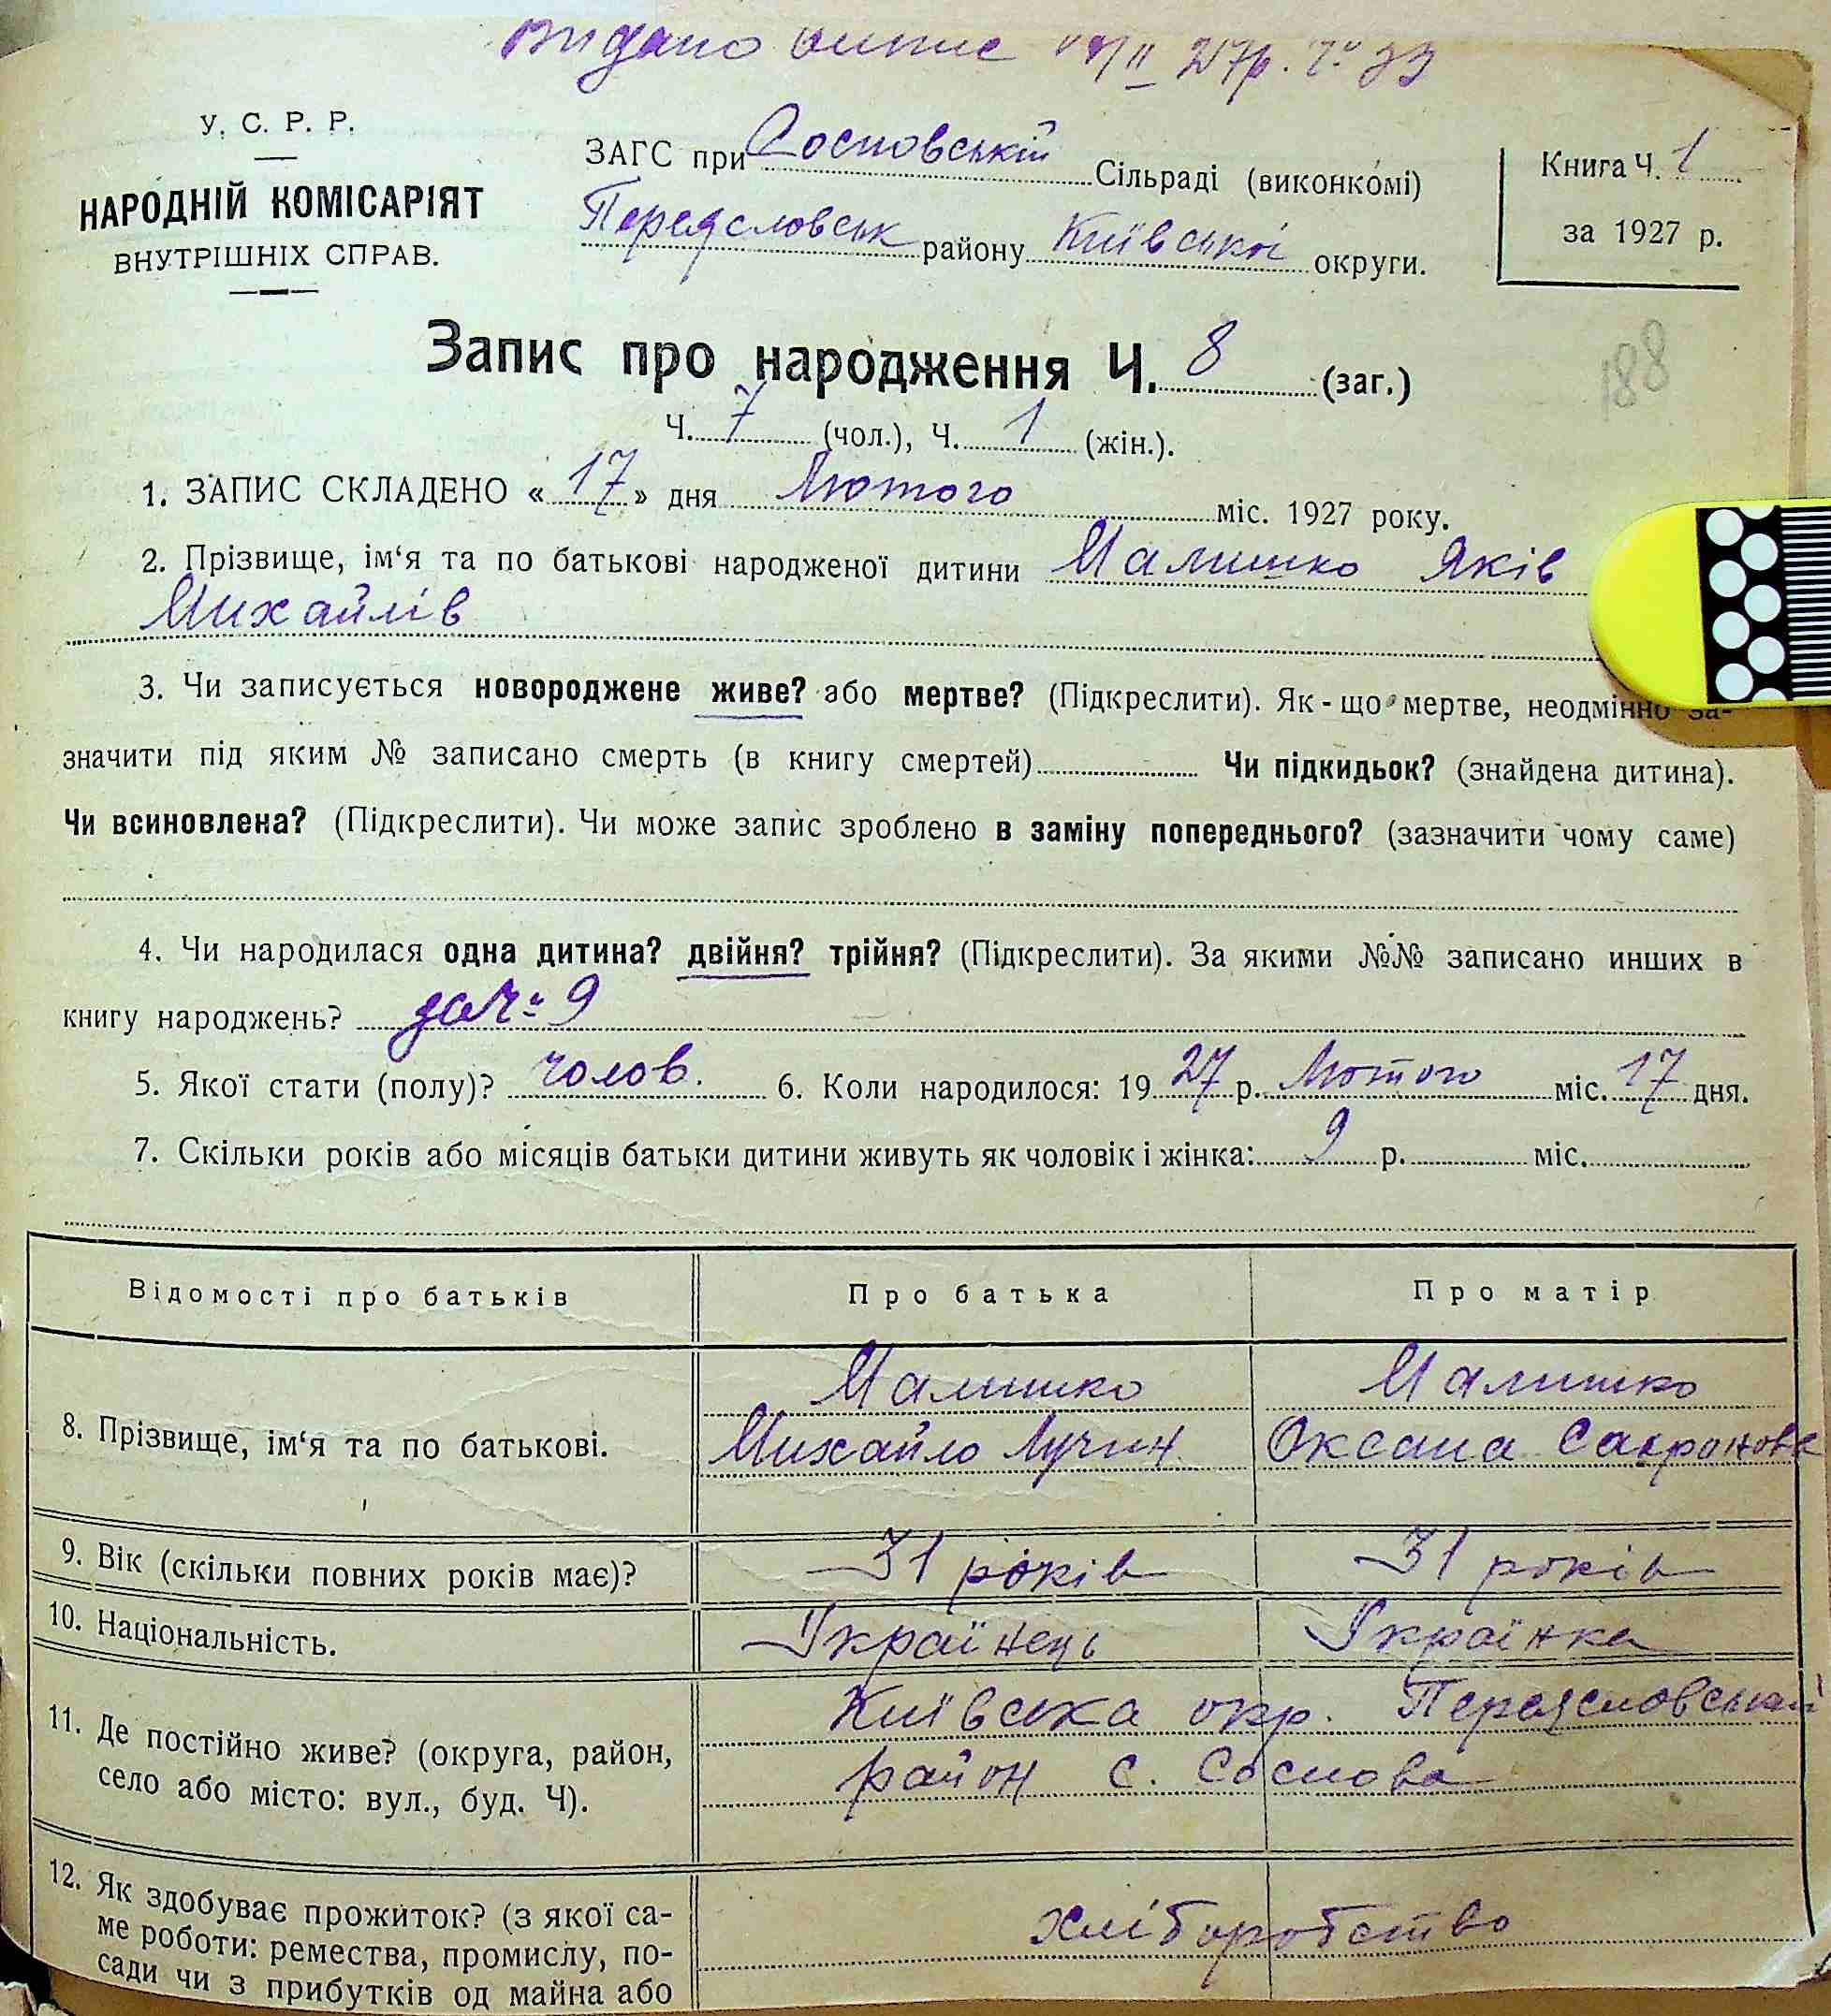 видано випис
У. С. Р. Р.
НАРОДНІЙ КОМІСАРІЯТ
ВНУТРІШНІХ СПРАВ.
ЗАГС при Сосновській Сільраді (виконкомі)
Переяславськ району Київської округи.
Книга Ч. 1
за 1927 р.
188
Запис про народження Ч. 8 (заг.)
Ч. 7 (чол.), Ч. 1 (жін.).
1. ЗАПИС СКЛАДЕНО « 17 » дня Лютого міс. 1927 року.
2. Прізвище, ім‘я та по батькові народженої дитини Малишко Яків
Михайлів
3. Чи записується новороджене живе? або мертве? (Підкреслити). Як-що мертве, неодмінно за-
значити під яким № записано смерть (в книгу смертей) Чи підкидьок? (знайдена дитина).
Чи всиновлена? (Підкреслити). Чи може запис зроблено в заміну попереднього? (зазначити чому саме)
4. Чи народилася одна дитина? двійня? трійня? (Підкреслити). За якими №№ записано инших в
книгу народжень? за Ч. 9
5. Якої стати (полу)? чолов. 6. Коли народилося: 19 27 р. Лютого міс. 17 дня.
7. Скільки років або місяців батьки дитини живуть як чоловік і жінка: 9 р. міс.
Відомості про батьків Про батька Про матір
Малишко Малишко
8. Прізвище, ім‘я та по батькові. Михайло Лучин Оксана
9. Вік (скільки повних років має)? 31 років 31 років
10. Національність. Українець Українка
Київська окр. Переясловський
11. Де постійно живе? (округа, район,
район с. Соснова
село або місто: вул., буд. Ч).
12. Як здобуває прожиток? (з якої са-
хліборобство
ме роботи: ремества, промислу, по-
сади чи з прибутків од майна або